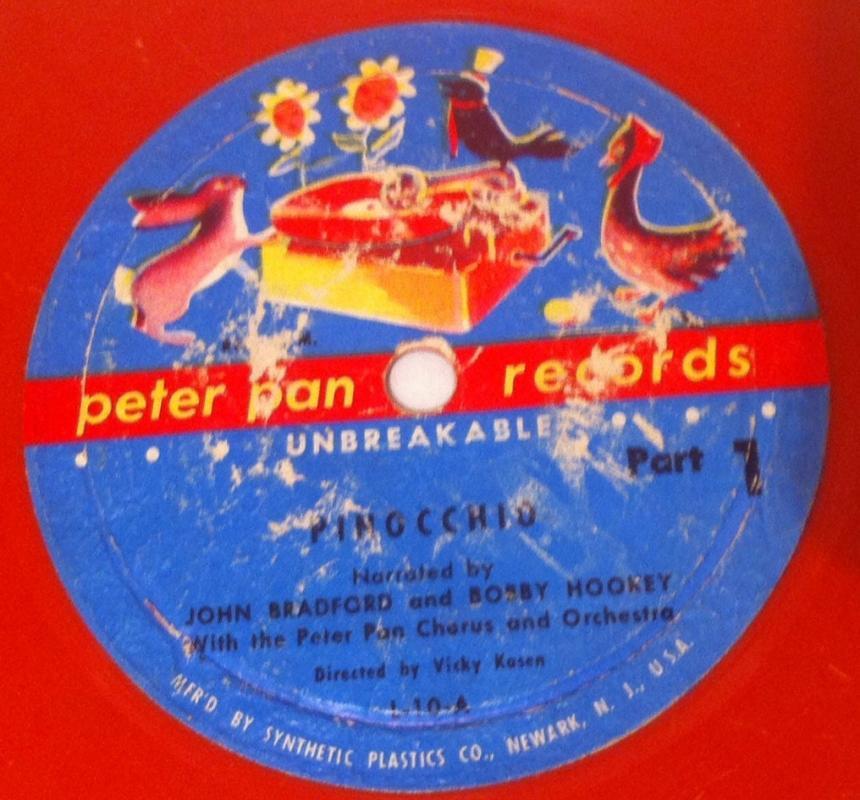 peter pan records
UNBREAKABLE
Part 1
PINOCCHIO
Narrated by
JOHN BRADFORD and BOBBY HOOKEY
With the Peter Pan Chorus and Orchestra
Directed by Vicky Kasen
L-10-A
MFR'D BY SYNTHETIC PLASTICS CO., NEWARK, N. J., U.S.A.